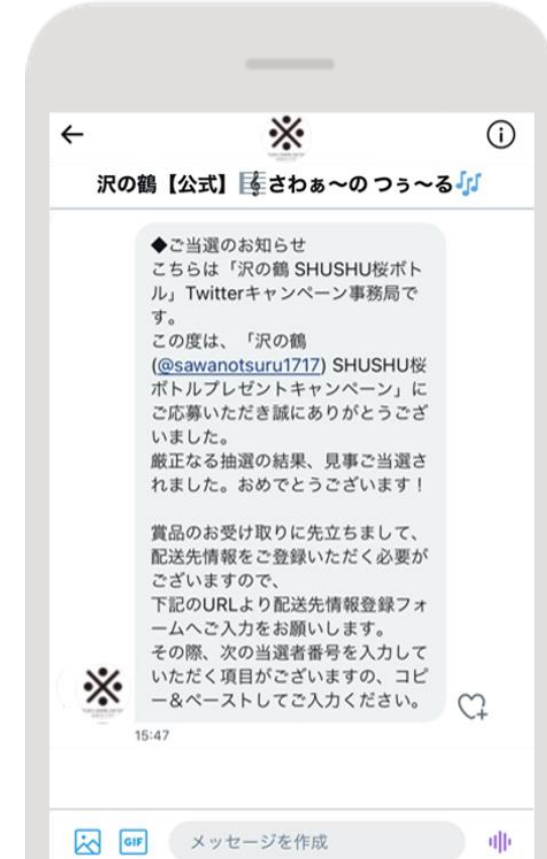 沢の鶴【公式】🎼さわぁ～の つぅ～る🎶
◆ご当選のお知らせ
こちらは「沢の鶴 SHUSHU桜ボト
ル」Twitterキャンペーン事務局で
す。
この度は、「沢の鶴
(@sawanotsuru1717) SHUSHU桜
ボトルプレゼントキャンペーン」に
ご応募いただき誠にありがとうござ
いました。
厳正なる抽選の結果、見事ご当選さ
れました。おめでとうございます！
賞品のお受け取りに先立ちまして、
配送先情報をご登録いただく必要が
ございますので、
下記のURLより配送先情報登録フォ
ームへご入力をお願いします。
その際、次の当選者番号を入力して
いただく項目がございますの、コピ
ー&ペーストしてご入力ください。
15:47
GIF
メッセージを作成